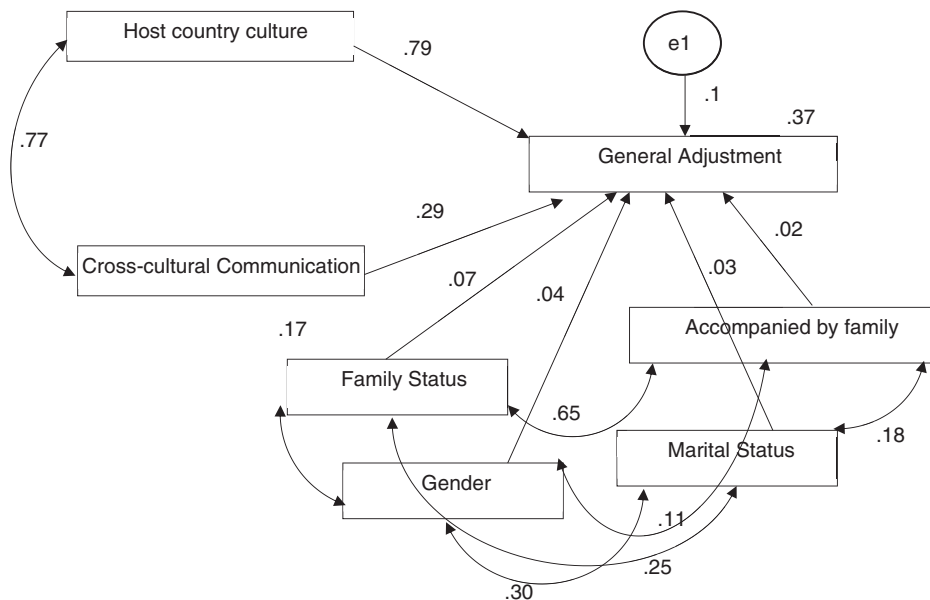 Host country culture
.79
e1
.1
.37
General Adjustment
.77
.29
Cross-cultural Communication
.02
.07
.03
.04
Accompanied by family
.17
Family Status
.65
.18
Marital Status
Gender
.11
.25
.30